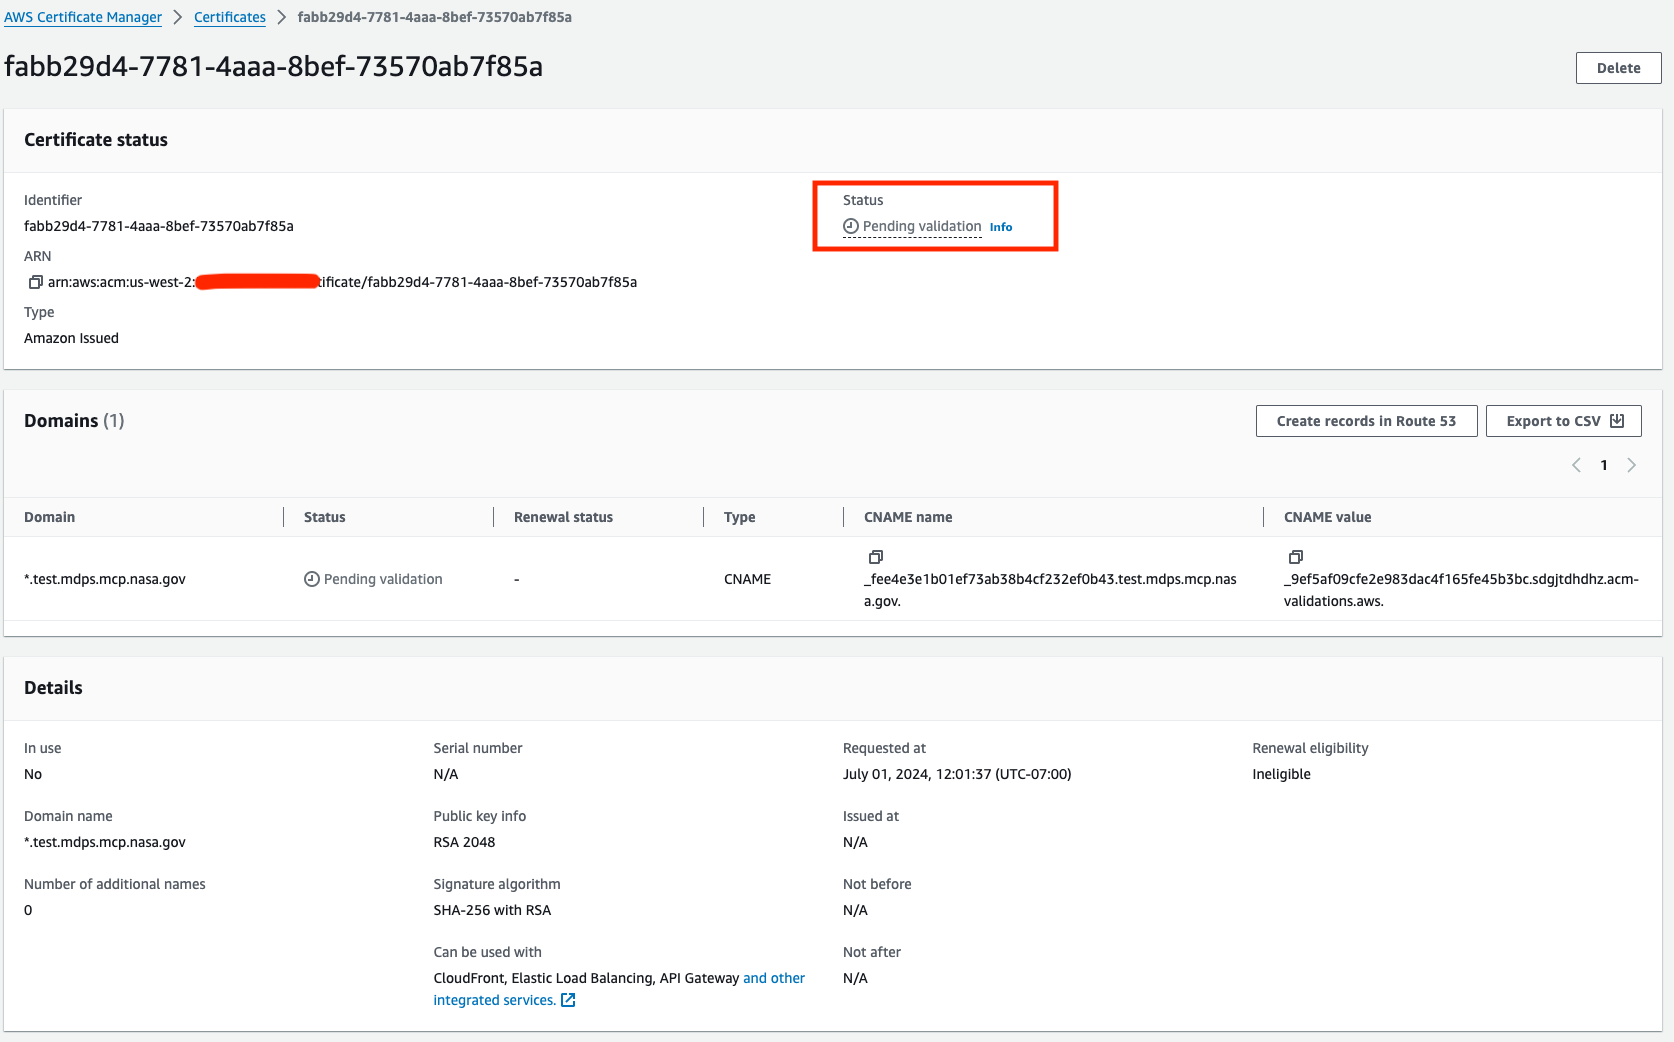 AWS Certificate Manager > Certificates > fabb29d4-7781-4aaa-8bef-73570ab7f85a
fabb29d4-7781-4aaa-8bef-73570ab7f85a
Delete
Certificate status
Identifier
fabb29d4-7781-4aaa-8bef-73570ab7f85a
Status
Pending validation Info
ARN
arn:aws:acm:us-west-2: tificate/fabb29d4-7781-4aaa-8bef-73570ab7f85a
Type
Amazon Issued
Domains (1)
Create records in Route 53
Export to CSV
1
Domain Status Renewal status Type CNAME name CNAME value
*.test.mdps.mcp.nasa.gov Pending validation - CNAME
_fee4e3e1b01ef73ab38b4cf232ef0b43.test.mdps.mcp.nas
a.gov.
_9ef5af09cfe2e983dac4f165fe45b3bc.sdgjtdhdhz.acm-
validations.aws.
Details
In use
No
Domain name
*.test.mdps.mcp.nasa.gov
Number of additional names
0
Serial number
N/A
Public key info
RSA 2048
Signature algorithm
SHA-256 with RSA
Can be used with
CloudFront, Elastic Load Balancing, API Gateway and other
integrated services.
Requested at
July 01, 2024, 12:01:37 (UTC-07:00)
Issued at
N/A
Not before
N/A
Not after
N/A
Renewal eligibility
Ineligible